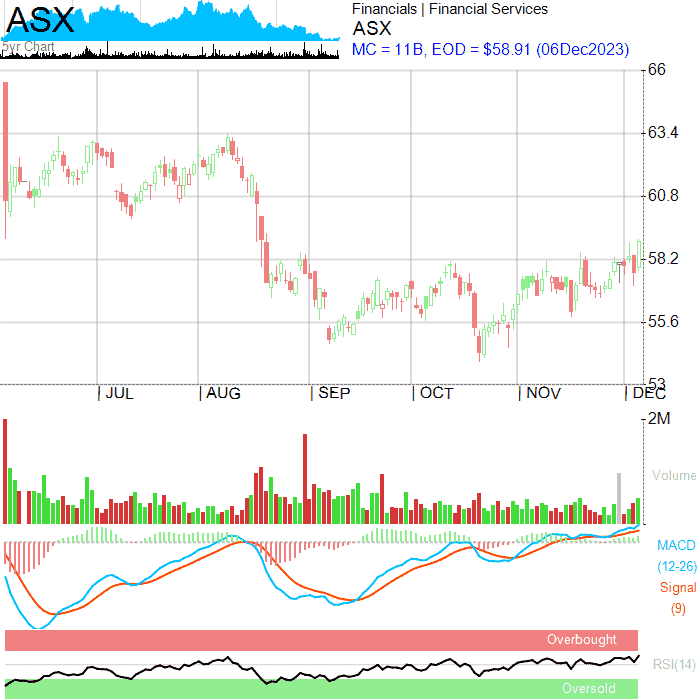 ASX
5yr Chart
Financials | Financial Services
ASX
MC = 11B, EOD = $58.91 (06Dec2023)
66
63.4
60.8
58.2
55.6
53
| JUL | AUG | SEP | OCT | NOV | DEC
2M
Volume
MACD
(12-26)
Signal
(9)
Overbought
RSI(14)
Oversold